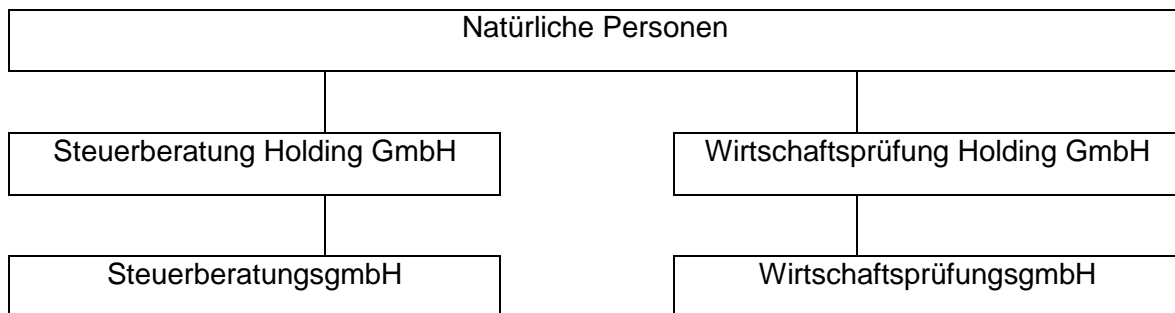 Natürliche Personen
Steuerberatung Holding GmbH
Wirtschaftsprüfung Holding GmbH
SteuerberatungsgmbH
WirtschaftsprüfungsgmbH